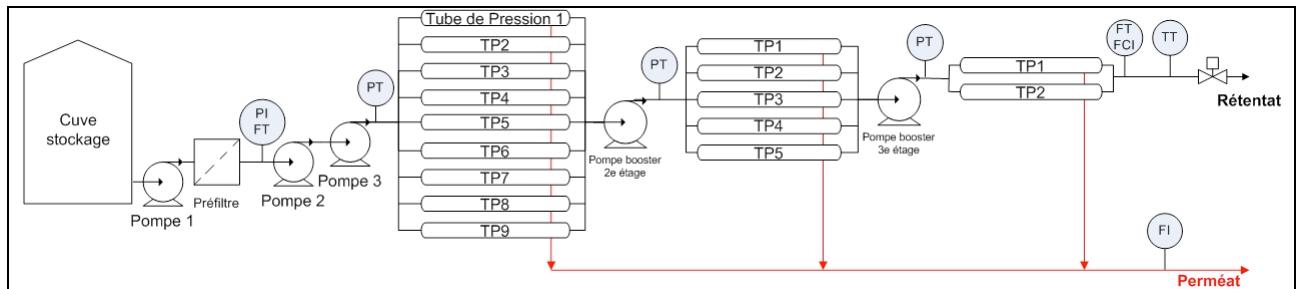 Cuve
stockage
Pompe 1
Préfiltre
PI
FT
Pompe 2
Pompe 3
PT
Tube de Pression 1
TP2
TP3
TP4
TP5
TP6
TP7
TP8
TP9
Pompe booster
2e étage
PT
TP1
TP2
TP3
TP4
TP5
Pompe booster
3e étage
PT
TP1
TP2
FT
FCI
TT
Rétentat
FI
Perméat